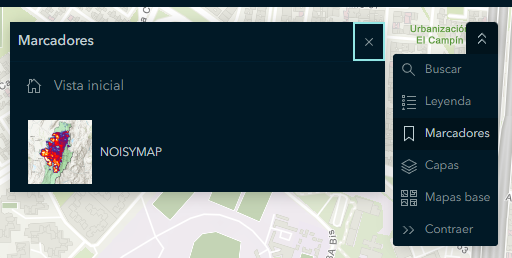 Marcadores
Vista inicial
NOISYMAP
Urbanización
El Campín
Buscar
Leyenda
Marcadores
Capas
Mapas base
Contraer